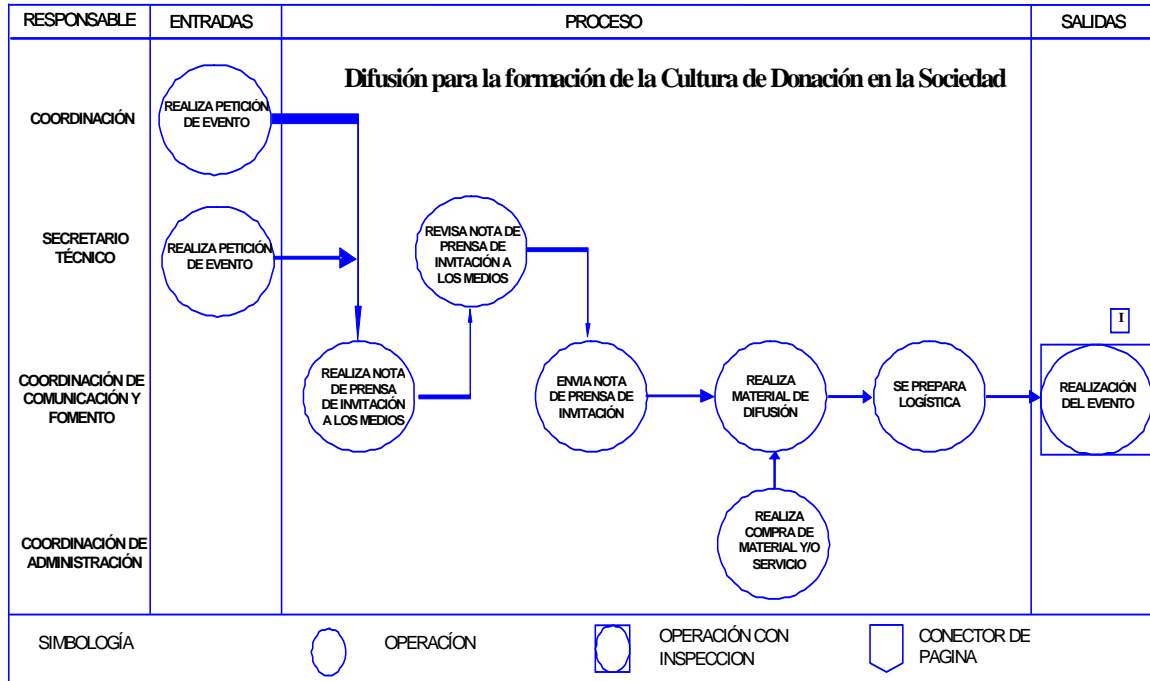 RESPONSABLE
ENTRADAS
PROCESO
SALIDAS
Difusión para la formación de la Cultura de Donación en la Sociedad
COORDINACIÓN
REALIZA PETICIÓN
DE EVENTO
SECRETARIO
TÉCNICO
REALIZA PETICIÓN
DE EVENTO
REVISA NOTA DE
PRENSA DE
INVITACIÓN A
LOS MEDIOS
I
COORDINACIÓN DE
COMUNICACIÓN Y
FOMENTO
REALIZA NOTA
DE PRENSA
DE INVITACIÓN
A LOS MEDIOS
ENVIA NOTA
DE PRENSA DE
INVITACIÓN
REALIZA
MATERIAL DE
DIFUSIÓN
SE PREPARA
LOGÍSTICA
REALIZACIÓN
DEL EVENTO
COORDINACIÓN DE
ADMINISTRACIÓN
REALIZA
COMPRA DE
MATERIAL Y/O
SERVICIO
SIMBOLOGÍA
OPERACÍON
OPERACIÓN CON
INSPECCION
CONECTOR DE
PAGINA